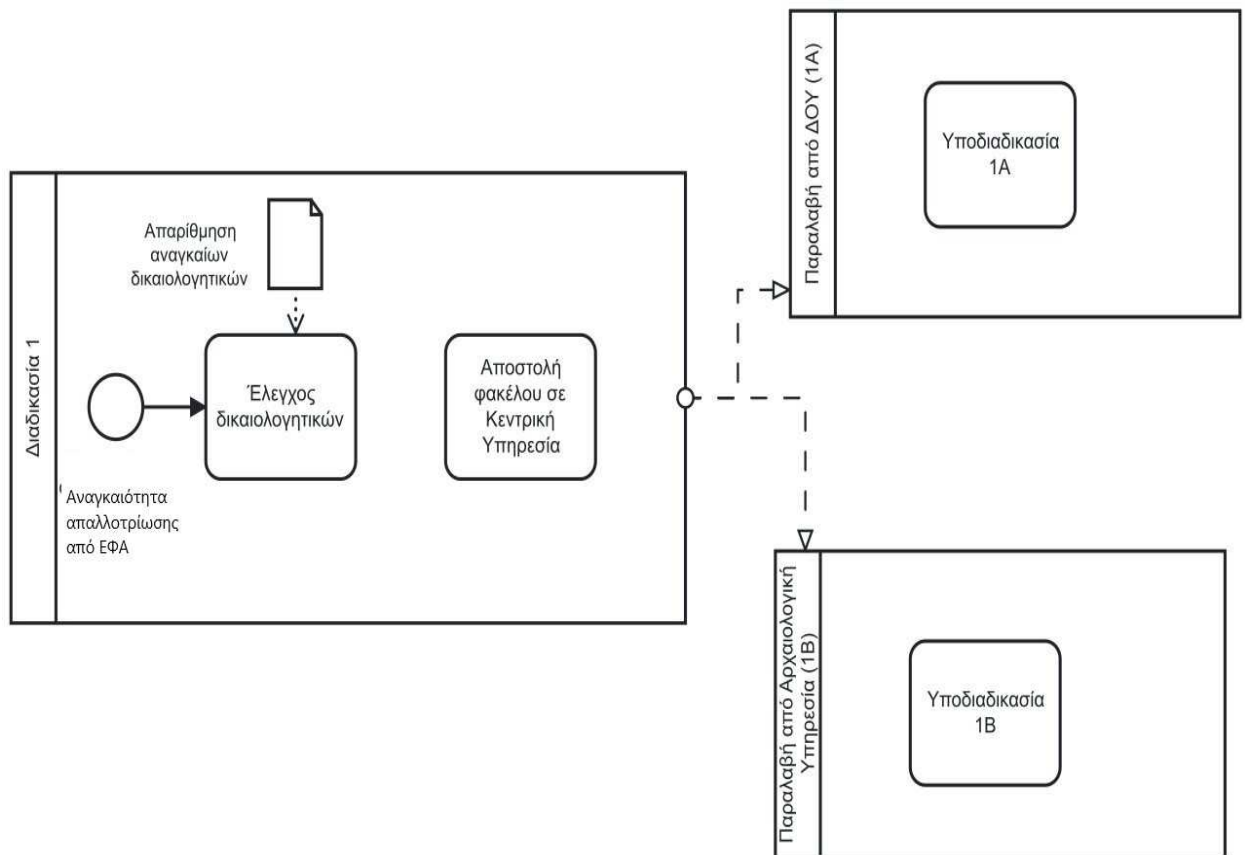 Διαδικασία 1
Απαρίθμηση
αναγκαίων
δικαιολογητικών
Έλεγχος
δικαιολογητικών
Αναγκαιότητα
απαλλοτρίωσης
από ΕΦΑ
Αποστολή
φακέλου σε
Κεντρική
Υπηρεσία
Παραλαβή από ΔΟΥ (1Α)
Υποδιαδικασία
1Α
Παραλαβή από Αρχαιολογική
Υπηρεσία (1Β)
Υποδιαδικασία
1Β